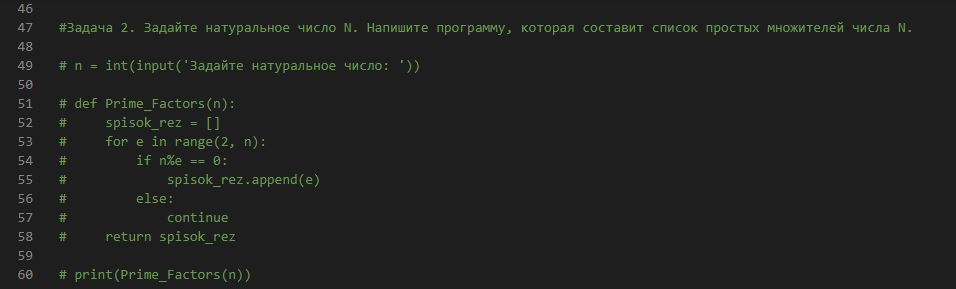 46
47 #Задача 2. Задайте натуральное число N. Напишите программу, которая составит список простых множителей числа N.
48
49 # n = int(input('Задайте натуральное число: '))
50
51 # def Prime_Factors(n):
52 #     spisok_rez = []
53 #     for e in range(2, n):
54 #         if n%e == 0:
55 #             spisok_rez.append(e)
56 #         else:
57 #             continue
58 #     return spisok_rez
59
60 # print(Prime_Factors(n))